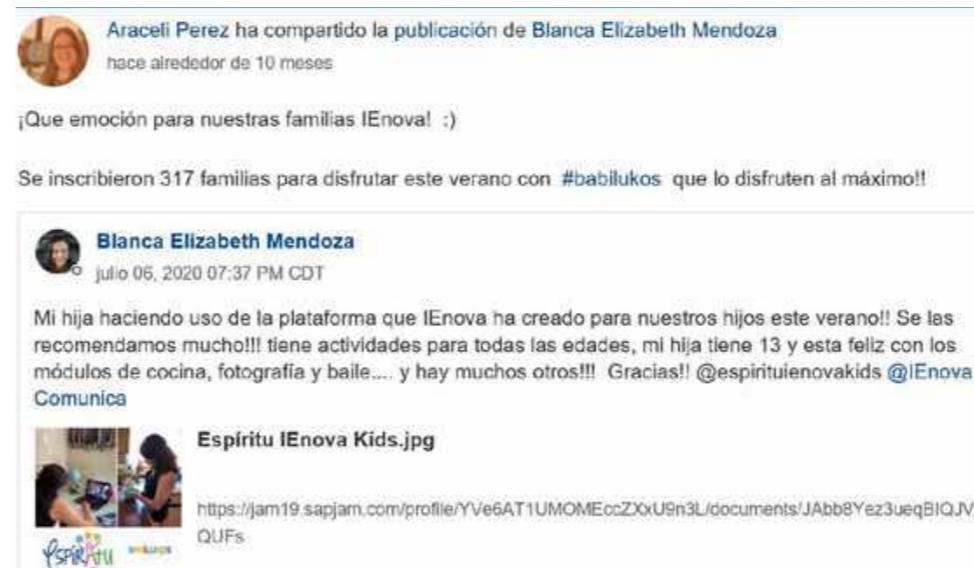 Araceli Perez ha compartido la publicación de Blanca Elizabeth Mendoza
hace alrededor de 10 meses
¡Que emoción para nuestras familias IEnova! :)
Se inscribieron 317 familias para disfrutar este verano con #babilukos que lo disfruten al máximo!!
Blanca Elizabeth Mendoza
julio 06, 2020 07:37 PM CDT
Mi hija haciendo uso de la plataforma que IEnova ha creado para nuestros hijos este verano!! Se las
recomendamos mucho!!! tiene actividades para todas las edades, mi hija tiene 13 y esta feliz con los
módulos de cocina, fotografía y baile.... y hay muchos otros!!! Gracias!! @espirituienovakids @IEnova
Comunica
Espíritu IEnova Kids.jpg
https://jam19.sapjam.com/profile/YVe6AT1UMOMEccZXxU9n3L/documents/JAbb8Yez3ueqBIQJV
QUFs
espíritu